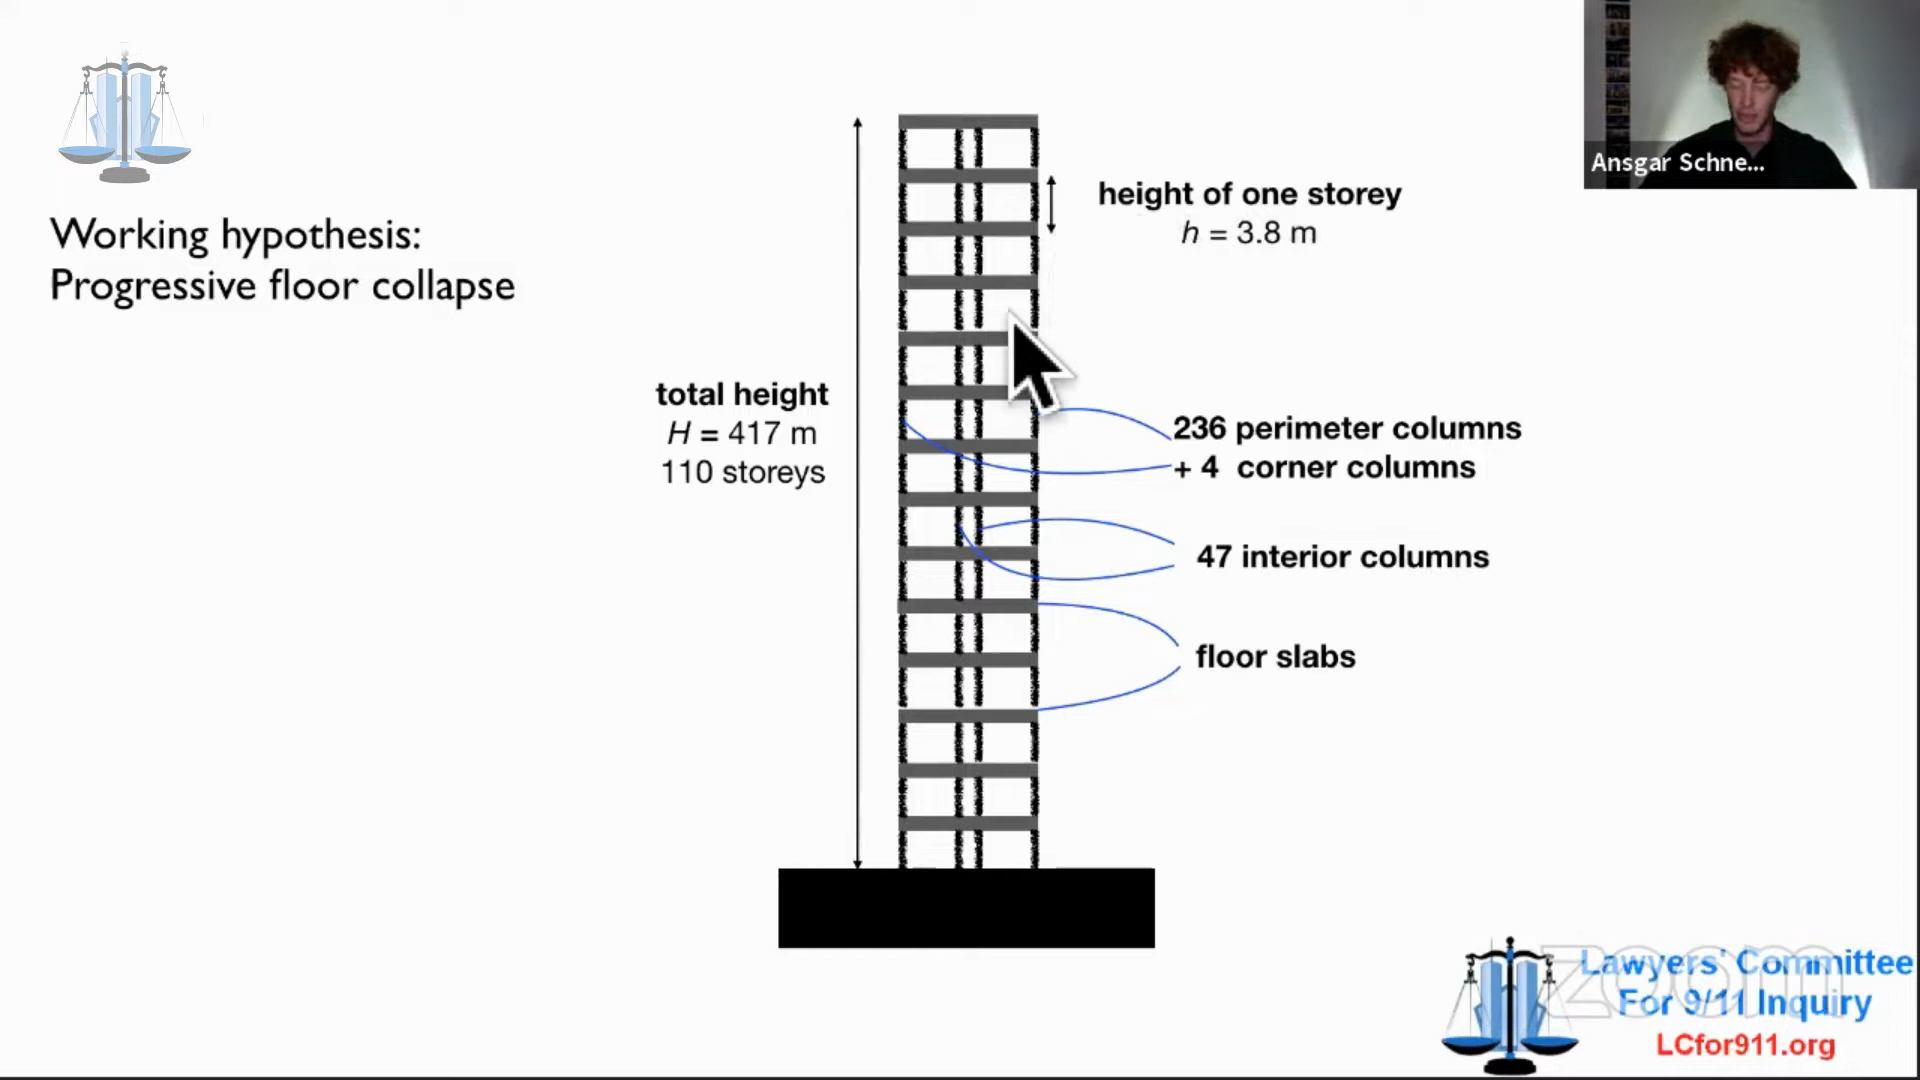 Working hypothesis:
Progressive floor collapse
total height
H = 417 m
110 storeys
height of one storey
h = 3.8 m
236 perimeter columns
+ 4 corner columns
47 interior columns
floor slabs
Ansgar Schne...
zoom
Lawyers' Committee
For 9/11 Inquiry
LCfor911.org